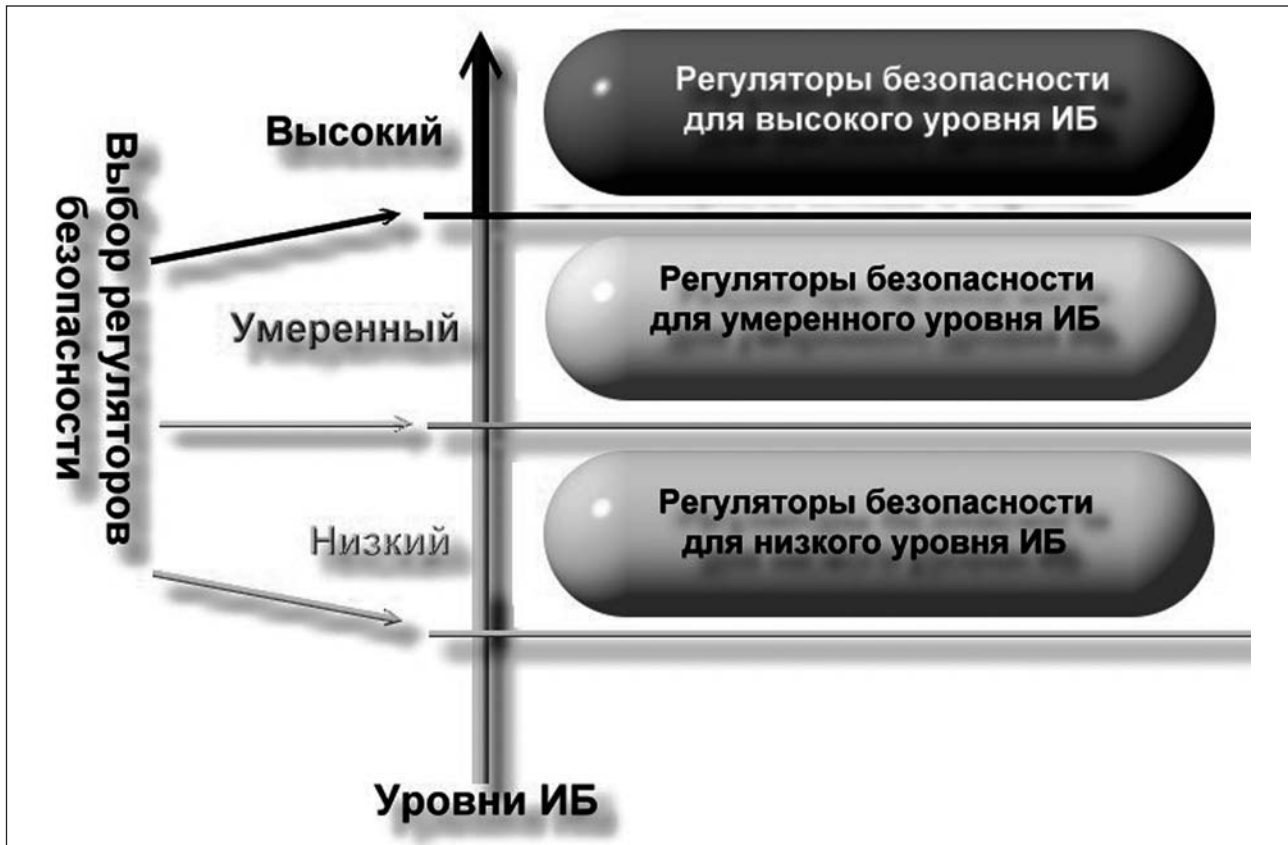 Выбор регуляторов
безопасности
Высокий
Регуляторы безопасности
для высокого уровня ИБ
Умеренный
Регуляторы безопасности
для умеренного уровня ИБ
Низкий
Регуляторы безопасности
для низкого уровня ИБ
Уровни ИБ